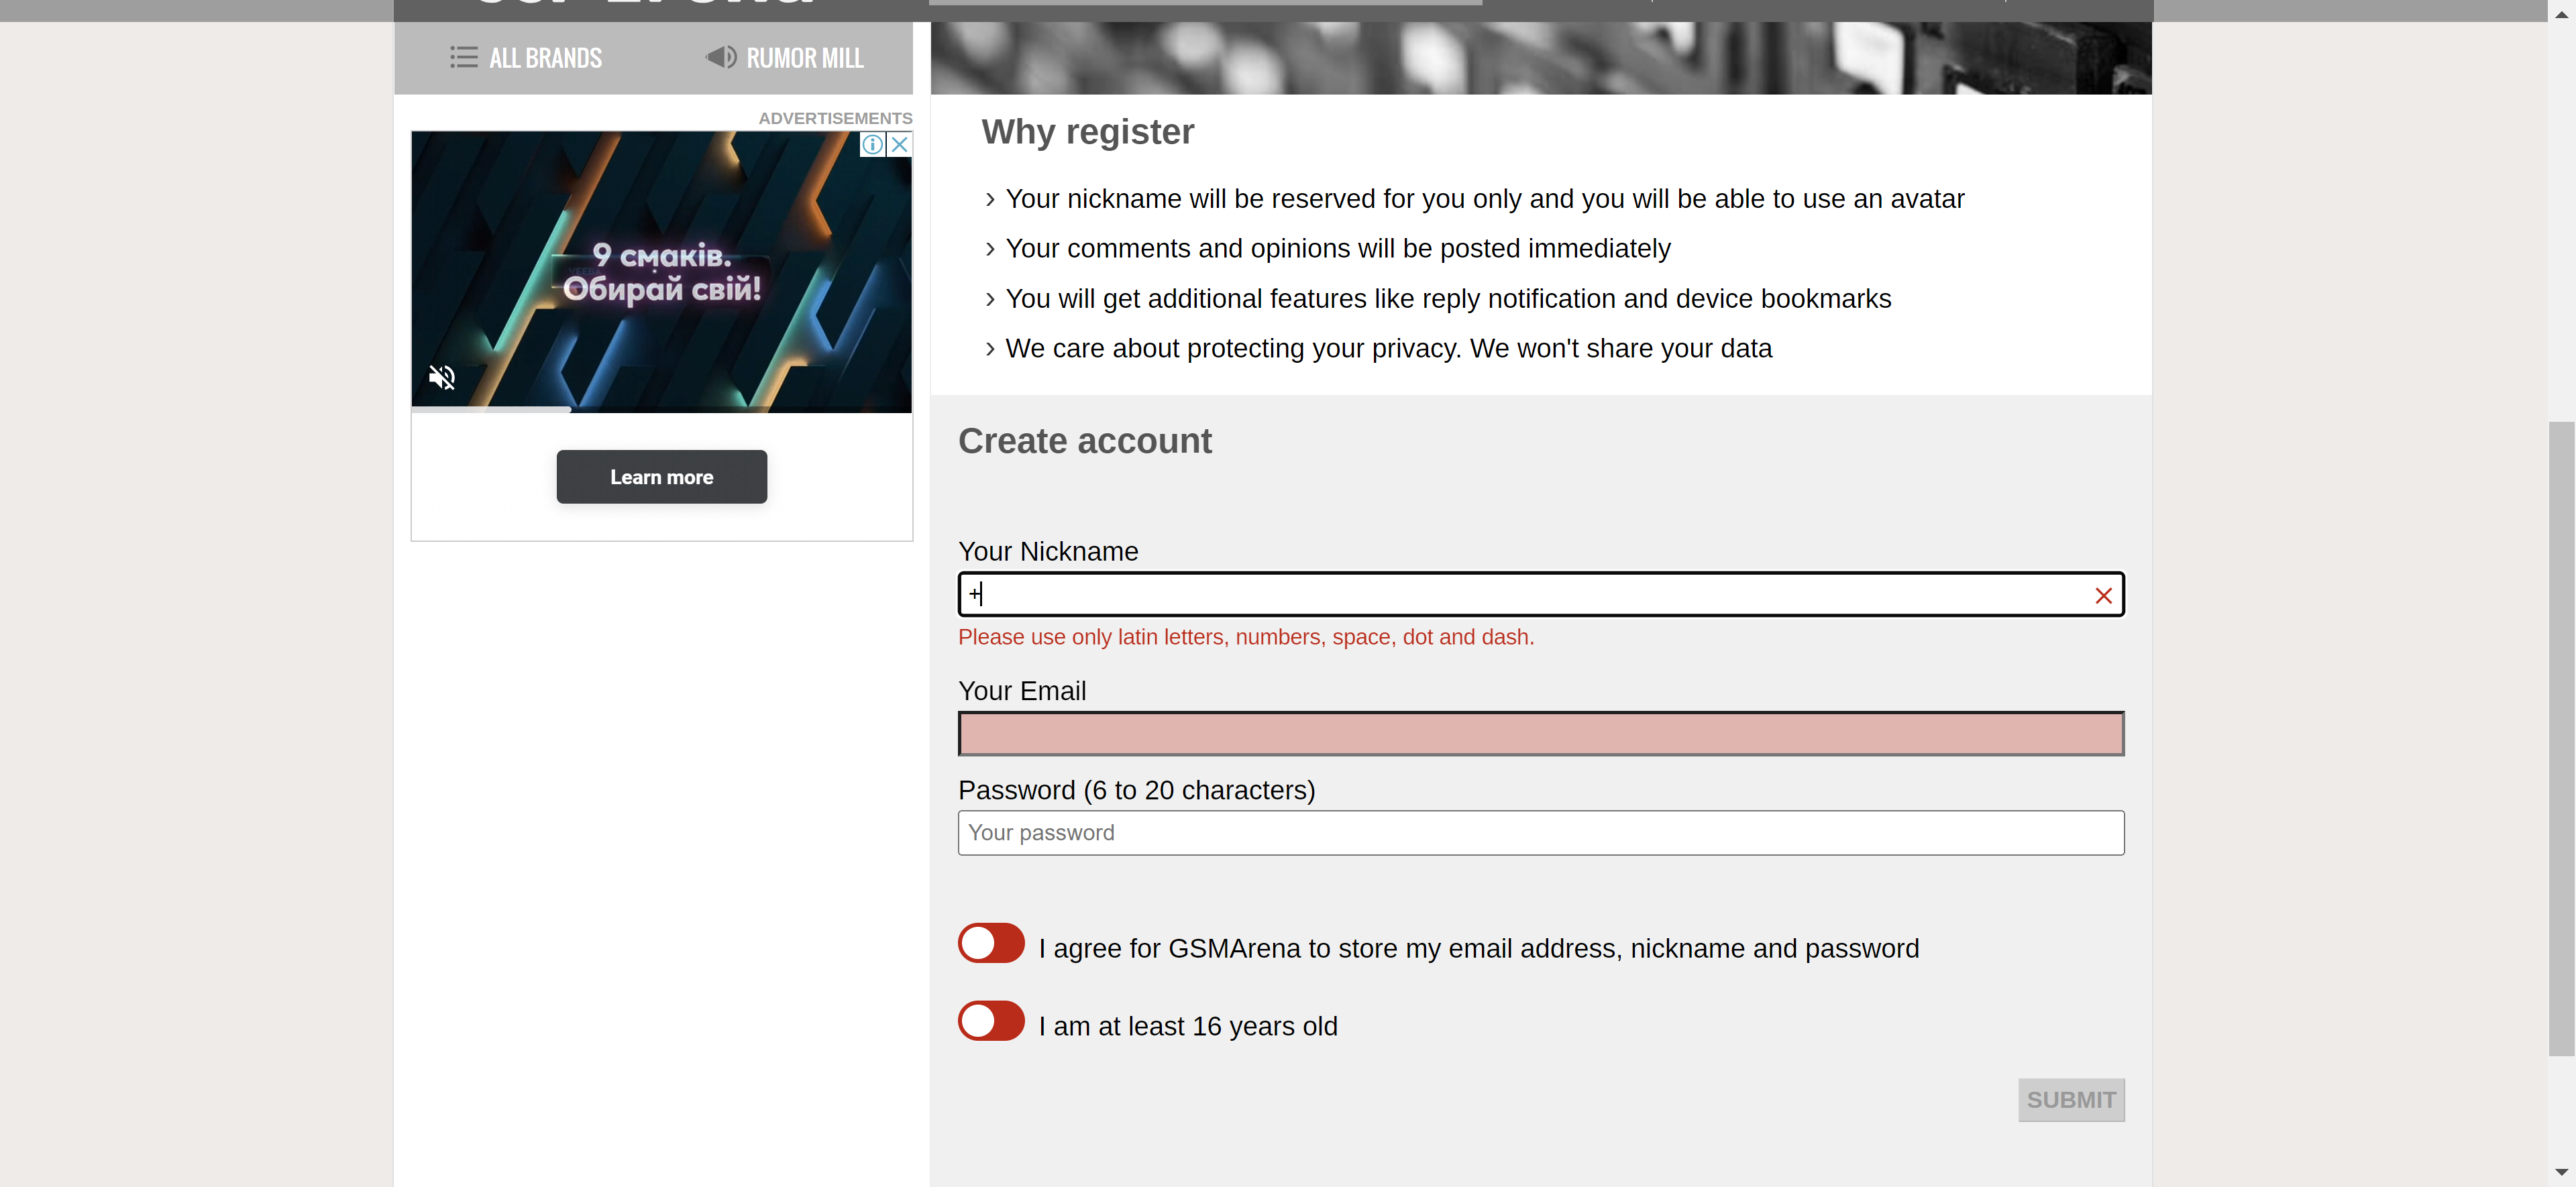 ALL BRANDS
RUMOR MILL
ADVERTISEMENTS
9 смаків.
Обирай свій!
Learn more
Why register
Your nickname will be reserved for you only and you will be able to use an avatar
Your comments and opinions will be posted immediately
You will get additional features like reply notification and device bookmarks
We care about protecting your privacy. We won't share your data
Create account
Your Nickname
+
Please use only latin letters, numbers, space, dot and dash.
Your Email
Password (6 to 20 characters)
Your password
I agree for GSMArena to store my email address, nickname and password
I am at least 16 years old
SUBMIT